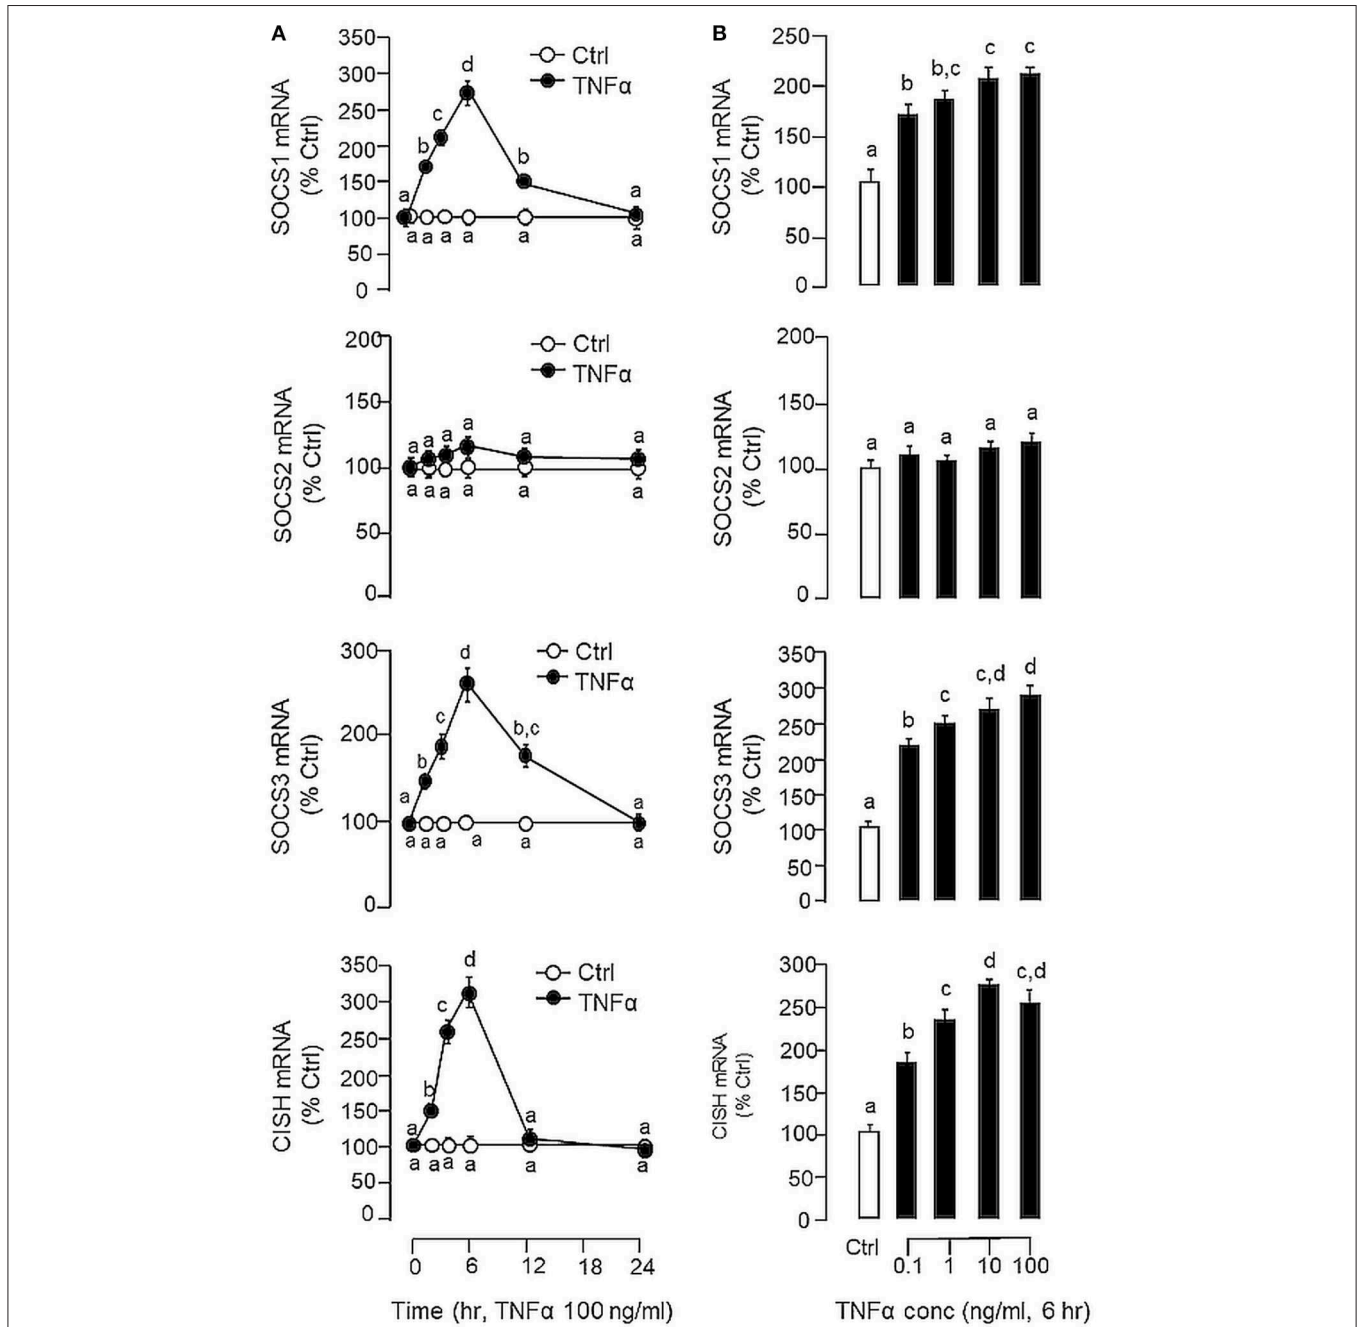 A
SOCS1 mRNA
(% Ctrl)
350
300
250
200
150
100
50
0
Ctrl
TNFα
a
b
c
d
b
a
a a a a a a
B
SOCS1 mRNA
(% Ctrl)
250
200
150
100
50
0
a
b
b,c
c
c
SOCS2 mRNA
(% Ctrl)
200
150
100
50
0
Ctrl
TNFα
a a a a a a
a a a a a a
SOCS2 mRNA
(% Ctrl)
200
150
100
50
0
a a a a a
SOCS3 mRNA
(% Ctrl)
300
200
100
0
Ctrl
TNFα
a
b
c
d
b,c
a
a a a a a a
SOCS3 mRNA
(% Ctrl)
350
300
250
200
150
100
50
0
a
b
c
c,d
d
CISH mRNA
(% Ctrl)
350
300
250
200
150
100
50
0
Ctrl
TNFα
a
b
c
d
a
a
a a a a a a
0 6 12 18 24
Time (hr, TNFα 100 ng/ml)
CISH mRNA
(% Ctrl)
300
250
200
150
100
50
0
a
b
c
d
c,d
Ctrl
0.1 1 10 100
TNFα conc (ng/ml, 6 hr)